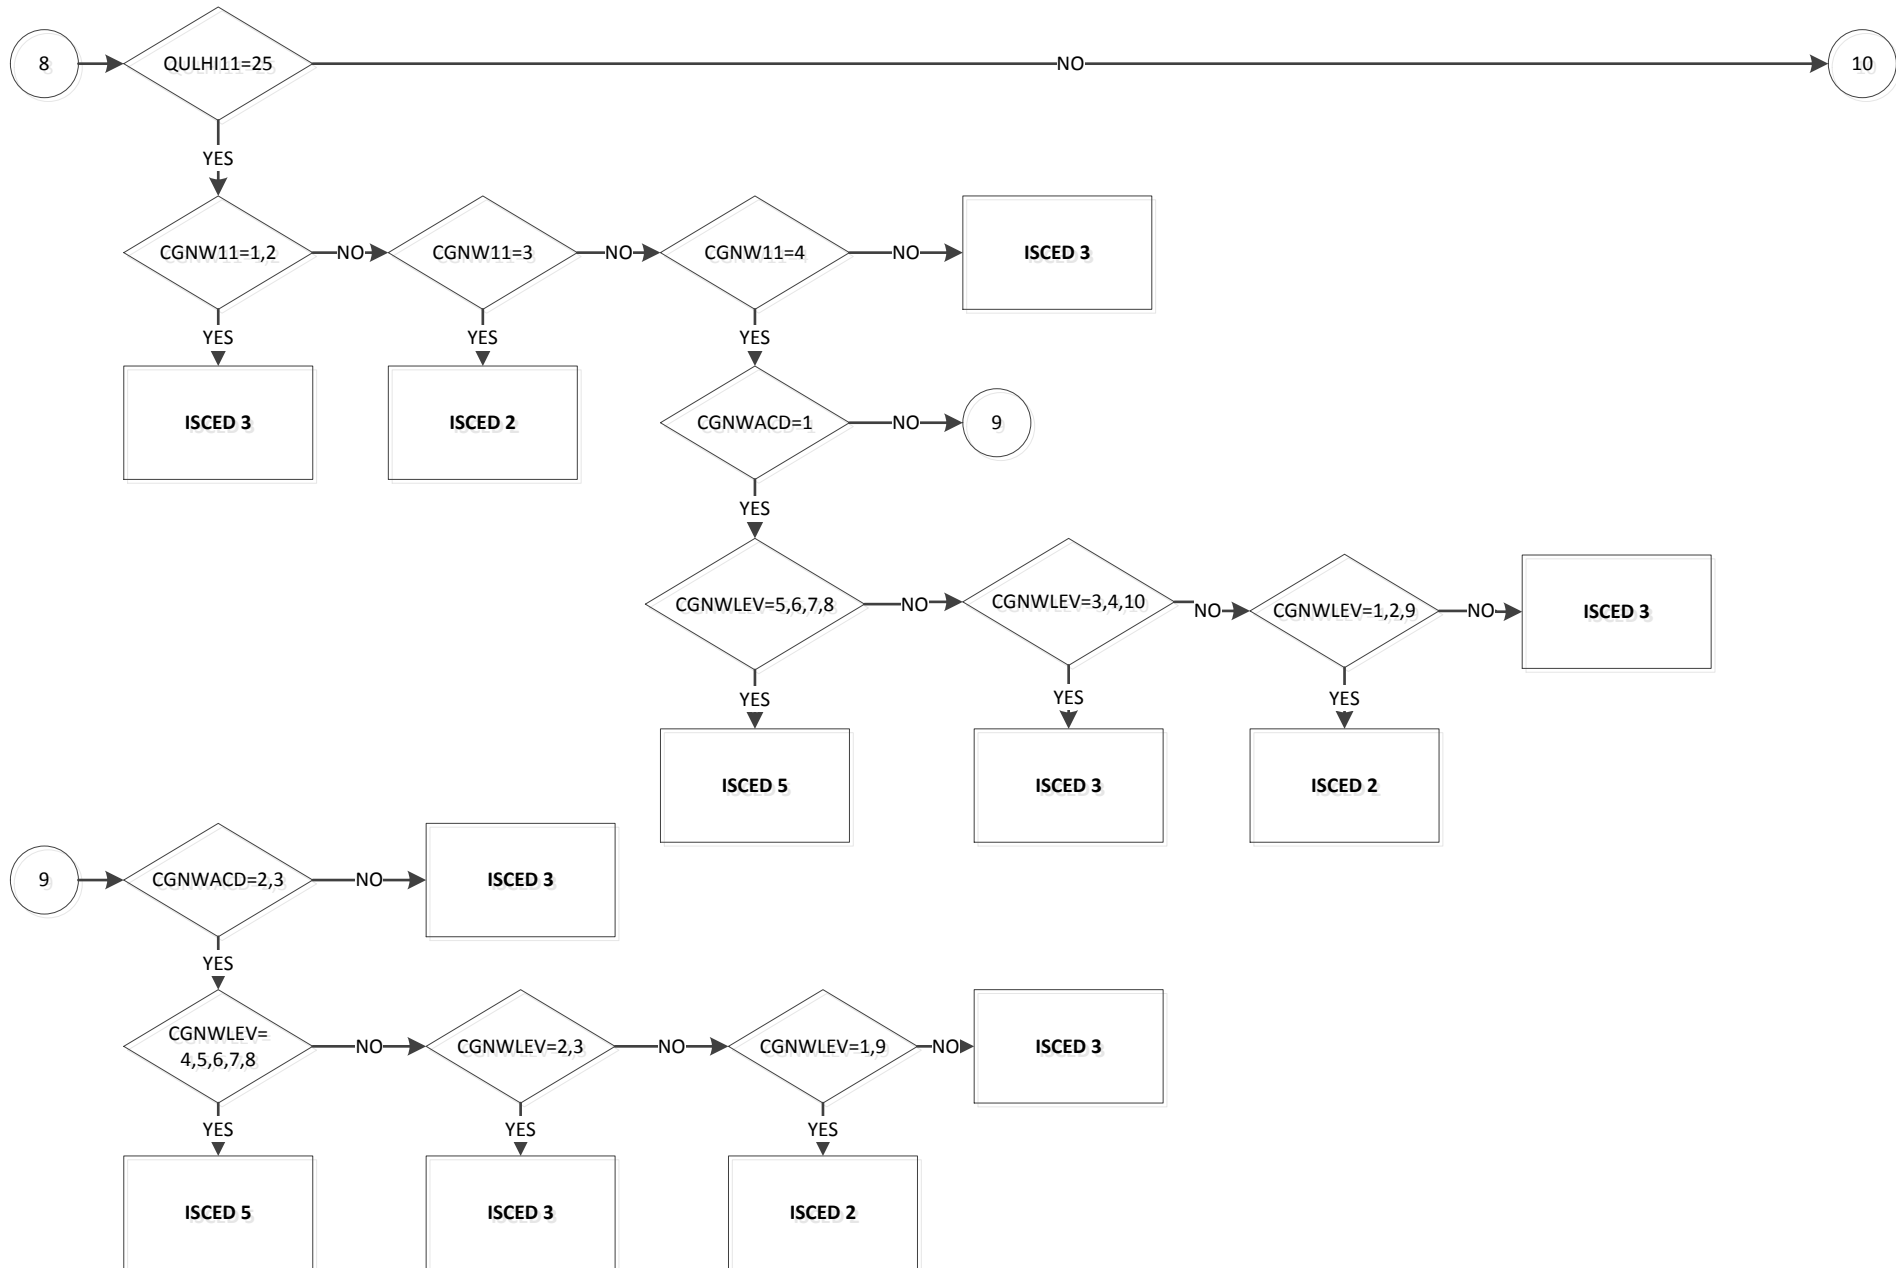 8
QULHI11=25
NO
10
YES
CGNW11=1,2
NO
CGNW11=3
NO
CGNW11=4
NO
ISCED 3
YES
YES
YES
ISCED 3
ISCED 2
CGNWACD=1
NO
9
YES
CGNWLEV=5,6,7,8
NO
CGNWLEV=3,4,10
NO
CGNWLEV=1,2,9
NO
ISCED 3
YES
YES
YES
ISCED 5
ISCED 3
ISCED 2
9
CGNWACD=2,3
NO
ISCED 3
YES
CGNWLEV=
4,5,6,7,8
NO
CGNWLEV=2,3
NO
CGNWLEV=1,9
NO
ISCED 3
YES
YES
YES
ISCED 5
ISCED 3
ISCED 2